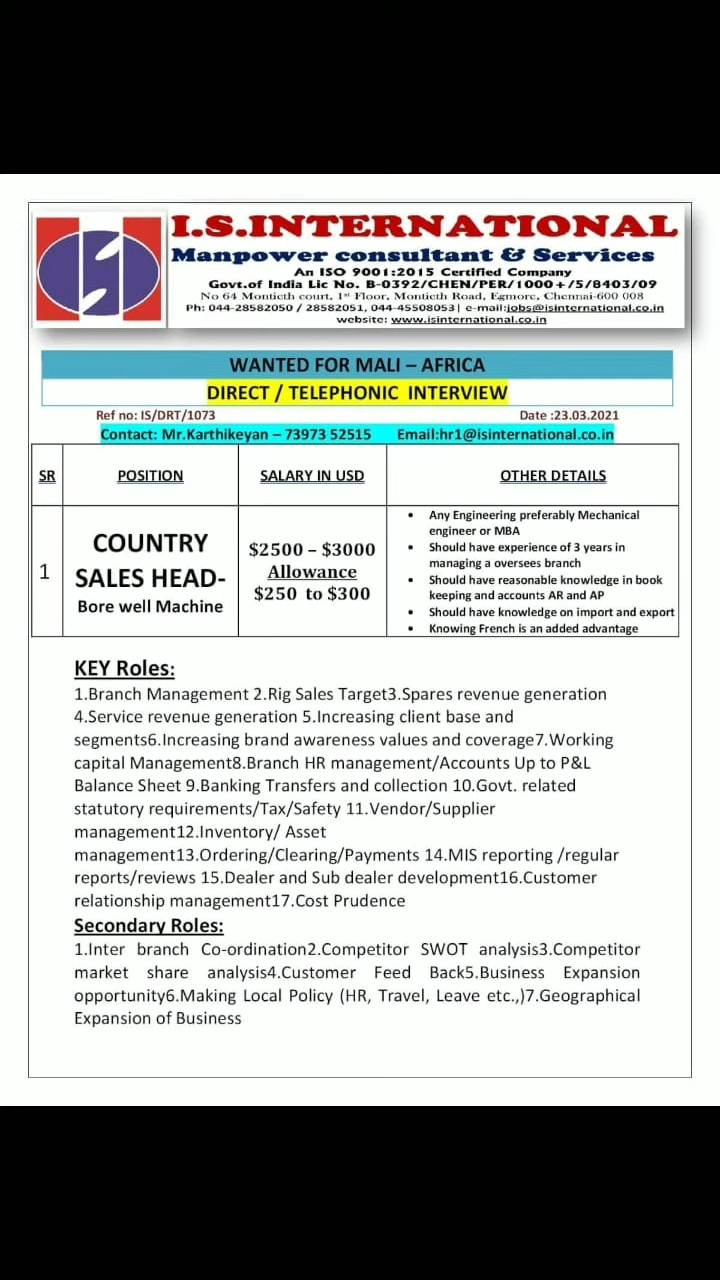 I.S.INTERNATIONAL
Manpower consultant & Services
An ISO 9001:2015 Certified Company
Govt.of India Lic No. B-0392/CHEN/PER/1000+/5/8403/09
No 64 Montieth court, 1st Floor, Montieth Road, Egmore, Chennai-600 008
Ph: 044-28582050 / 28582051, 044-45508053| e-mail:jobs@isinternational.co.in
website: www.isinternational.co.in
WANTED FOR MALI – AFRICA
DIRECT / TELEPHONIC INTERVIEW
Ref no: IS/DRT/1073 Date :23.03.2021
Contact: Mr.Karthikeyan – 73973 52515 Email:hr1@isinternational.co.in
SR POSITION SALARY IN USD OTHER DETAILS
1
COUNTRY
SALES HEAD-
Bore well Machine
$2500 – $3000
Allowance
$250 to $300
• Any Engineering preferably Mechanical
engineer or MBA
• Should have experience of 3 years in
managing a oversees branch
• Should have reasonable knowledge in book
keeping and accounts AR and AP
• Should have knowledge on import and export
• Knowing French is an added advantage
KEY Roles:
1.Branch Management 2.Rig Sales Target3.Spares revenue generation
4.Service revenue generation 5.Increasing client base and
segments6.Increasing brand awareness values and coverage7.Working
capital Management8.Branch HR management/Accounts Up to P&L
Balance Sheet 9.Banking Transfers and collection 10.Govt. related
statutory requirements/Tax/Safety 11.Vendor/Supplier
management12.Inventory/ Asset
management13.Ordering/Clearing/Payments 14.MIS reporting /regular
reports/reviews 15.Dealer and Sub dealer development16.Customer
relationship management17.Cost Prudence
Secondary Roles:
1.Inter branch Co-ordination2.Competitor SWOT analysis3.Competitor
market share analysis4.Customer Feed Back5.Business Expansion
opportunity6.Making Local Policy (HR, Travel, Leave etc.,)7.Geographical
Expansion of Business